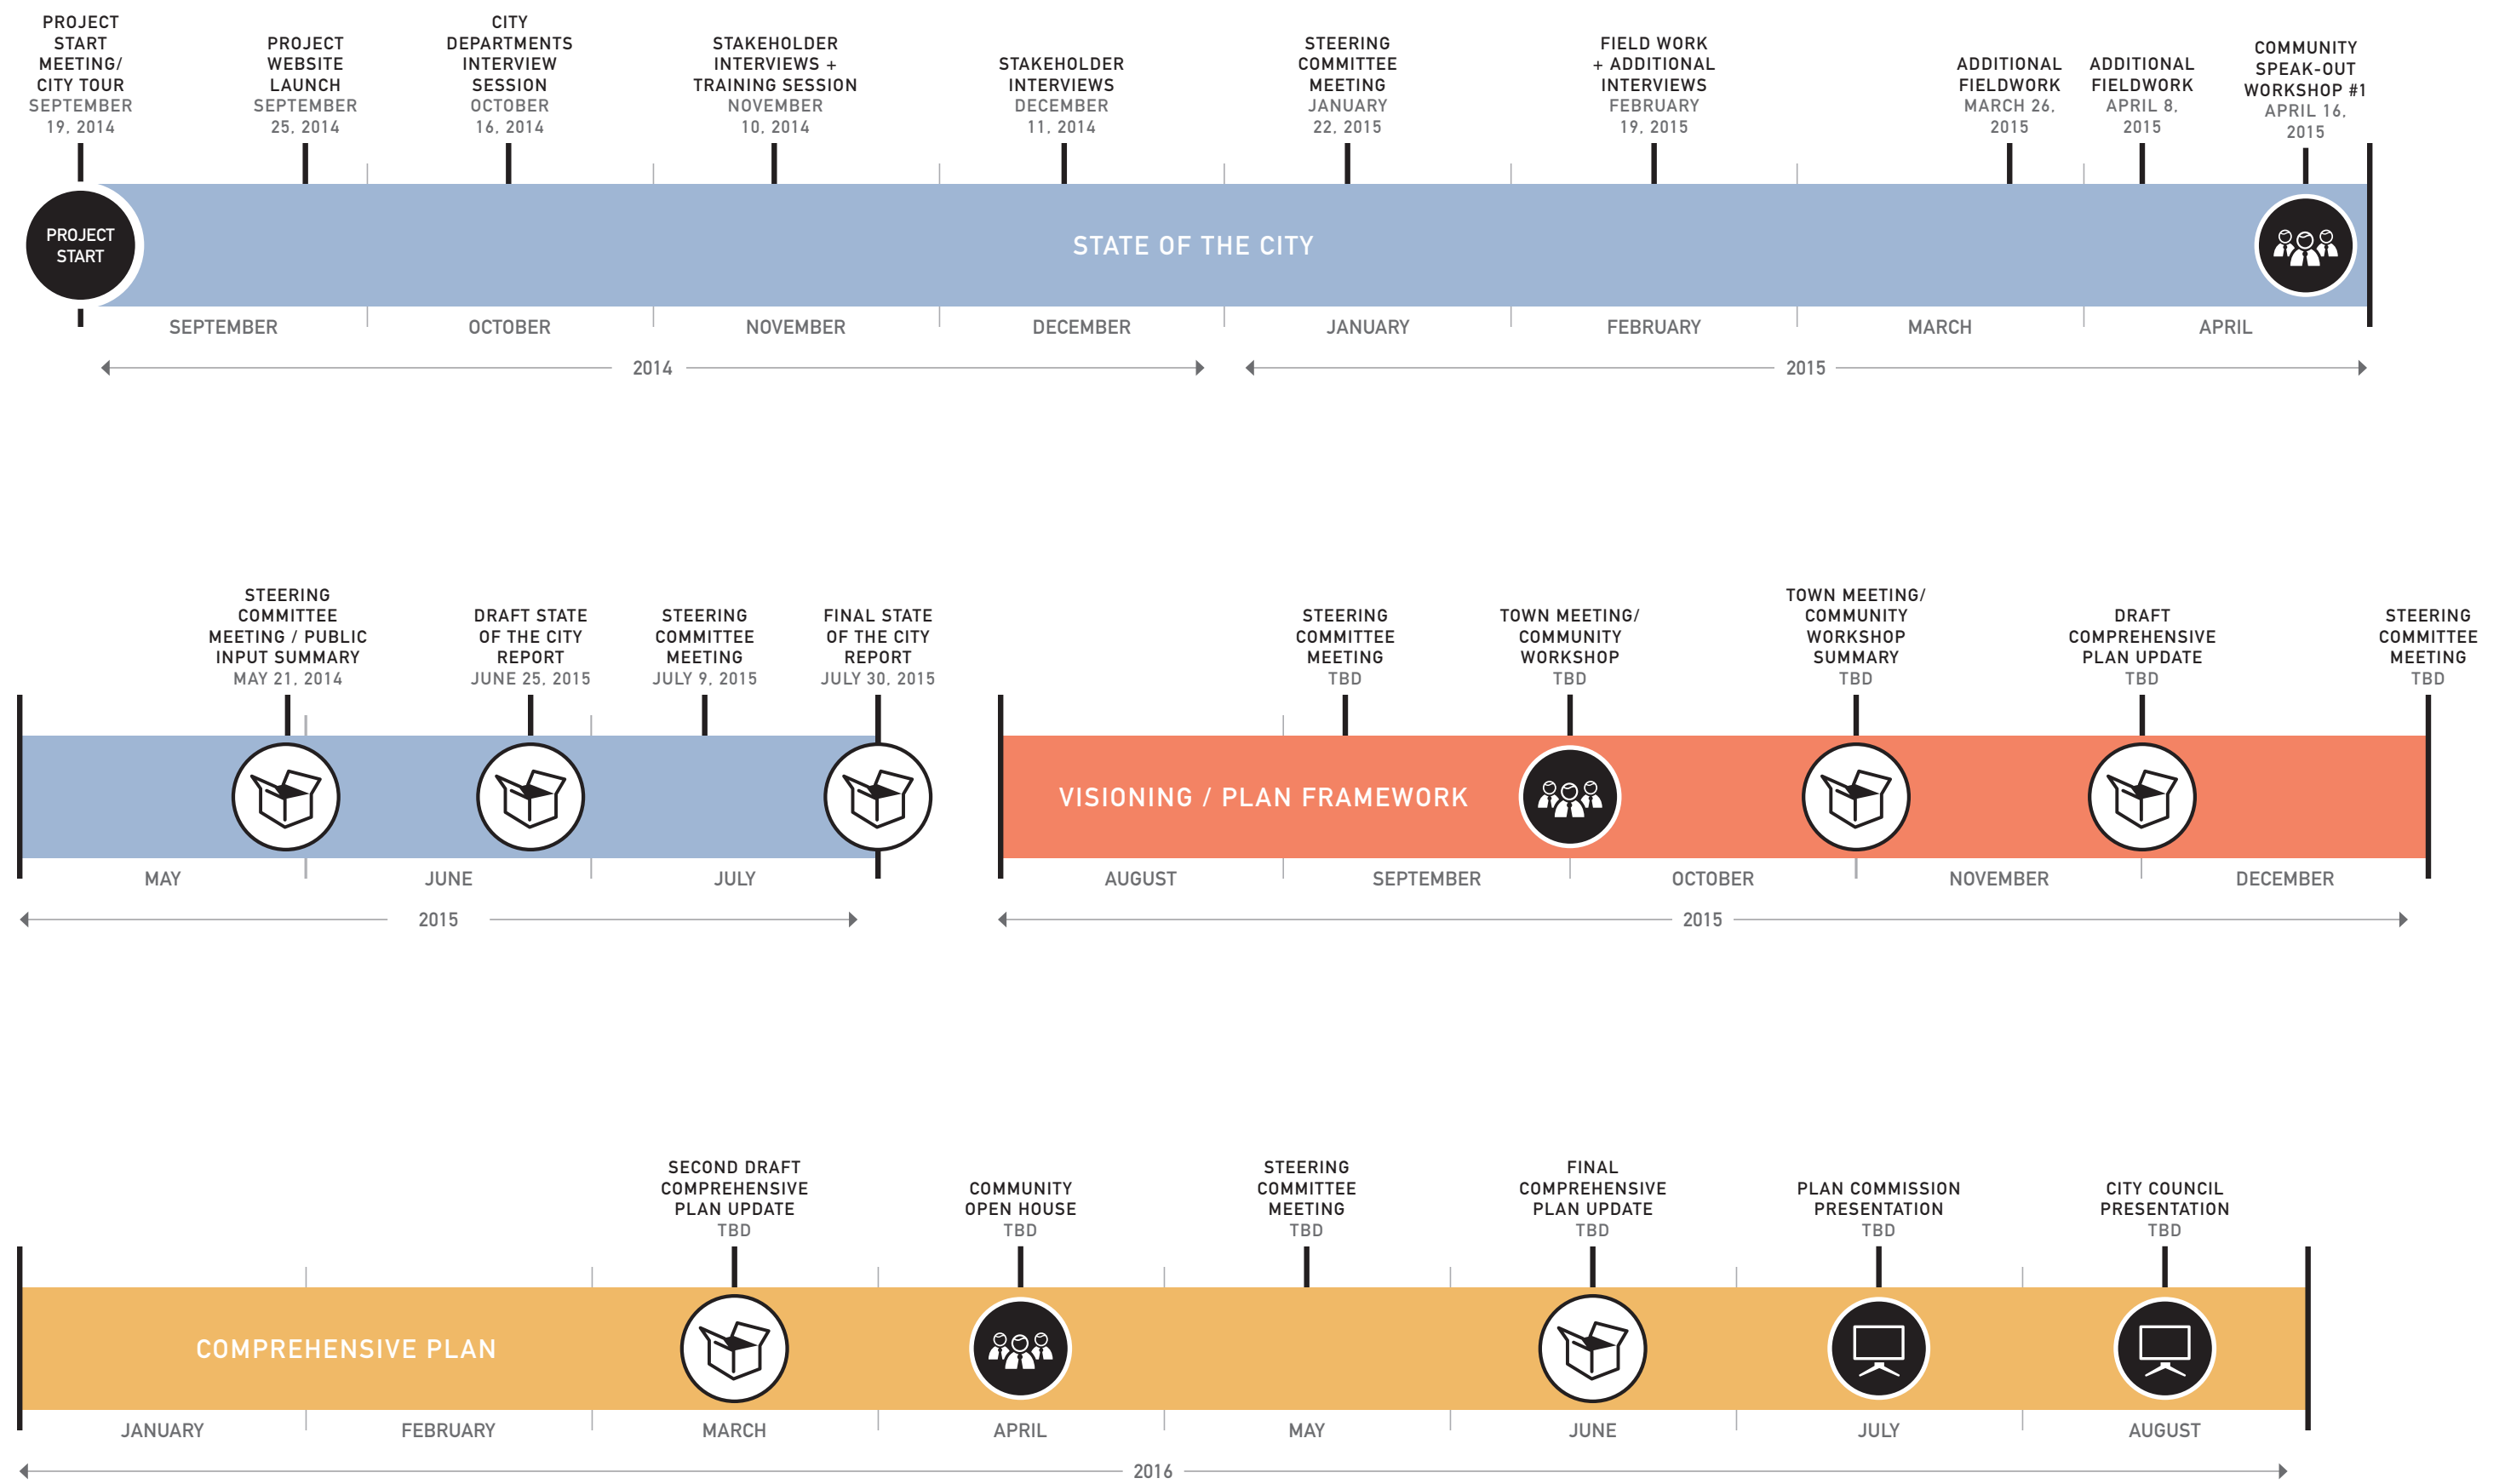 PROJECT
START
MEETING/
CITY TOUR
SEPTEMBER
19, 2014
PROJECT
WEBSITE
LAUNCH
SEPTEMBER
25, 2014
CITY
DEPARTMENTS
INTERVIEW
SESSION
OCTOBER
16, 2014
STAKEHOLDER
INTERVIEWS +
TRAINING SESSION
NOVEMBER
10, 2014
STAKEHOLDER
INTERVIEWS
DECEMBER
11, 2014
STEERING
COMMITTEE
MEETING
JANUARY
22, 2015
FIELD WORK
+ ADDITIONAL
INTERVIEWS
FEBRUARY
19, 2015
ADDITIONAL
FIELDWORK
MARCH 26,
2015
ADDITIONAL
FIELDWORK
APRIL 8,
2015
COMMUNITY
SPEAK-OUT
WORKSHOP #1
APRIL 16,
2015
PROJECT
START
STATE OF THE CITY
SEPTEMBER
OCTOBER
NOVEMBER
DECEMBER
JANUARY
FEBRUARY
MARCH
APRIL
2014
2015
STEERING
COMMITTEE
MEETING / PUBLIC
INPUT SUMMARY
MAY 21, 2014
DRAFT STATE
OF THE CITY
REPORT
JUNE 25, 2015
STEERING
COMMITTEE
MEETING
JULY 9, 2015
FINAL STATE
OF THE CITY
REPORT
JULY 30, 2015
STEERING
COMMITTEE
MEETING
TBD
TOWN MEETING/
COMMUNITY
WORKSHOP
TBD
TOWN MEETING/
COMMUNITY
WORKSHOP
SUMMARY
TBD
DRAFT
COMPREHENSIVE
PLAN UPDATE
TBD
STEERING
COMMITTEE
MEETING
TBD
VISIONING / PLAN FRAMEWORK
MAY
JUNE
JULY
AUGUST
SEPTEMBER
OCTOBER
NOVEMBER
DECEMBER
2015
2015
SECOND DRAFT
COMPREHENSIVE
PLAN UPDATE
TBD
COMMUNITY
OPEN HOUSE
TBD
STEERING
COMMITTEE
MEETING
TBD
FINAL
COMPREHENSIVE
PLAN UPDATE
TBD
PLAN COMMISSION
PRESENTATION
TBD
CITY COUNCIL
PRESENTATION
TBD
COMPREHENSIVE PLAN
JANUARY
FEBRUARY
MARCH
APRIL
MAY
JUNE
JULY
AUGUST
2016